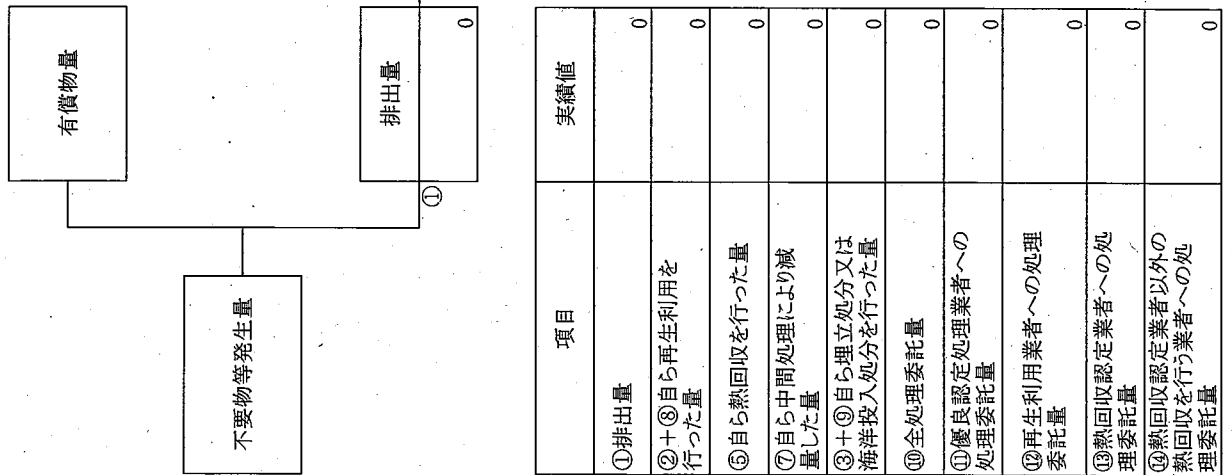 不要物等発生量
有償物量
①
排出量
0
項目
実績値
①排出量
0
②+⑧自ら再生利用を
行った量
0
⑤自ら熱回収を行った量
0
⑦自ら中間処理により減
量した量
0
③+⑨自ら埋立処分又は
海洋投入処分を行った量
0
⑩全処理委託量
0
⑪優良認定処理業者への
処理委託量
0
⑫再生利用業者への処理
委託量
0
⑬熱回収認定業者への処
理委託量
0
⑭熱回収認定業者以外の
熱回収を行う業者への処
理委託量
0